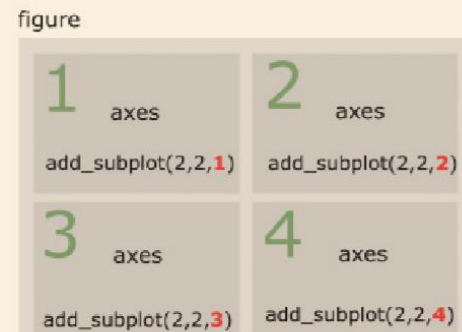 figure
1 axes
add_subplot(2,2,1)
2 axes
add_subplot(2,2,2)
3 axes
add_subplot(2,2,3)
4 axes
add_subplot(2,2,4)